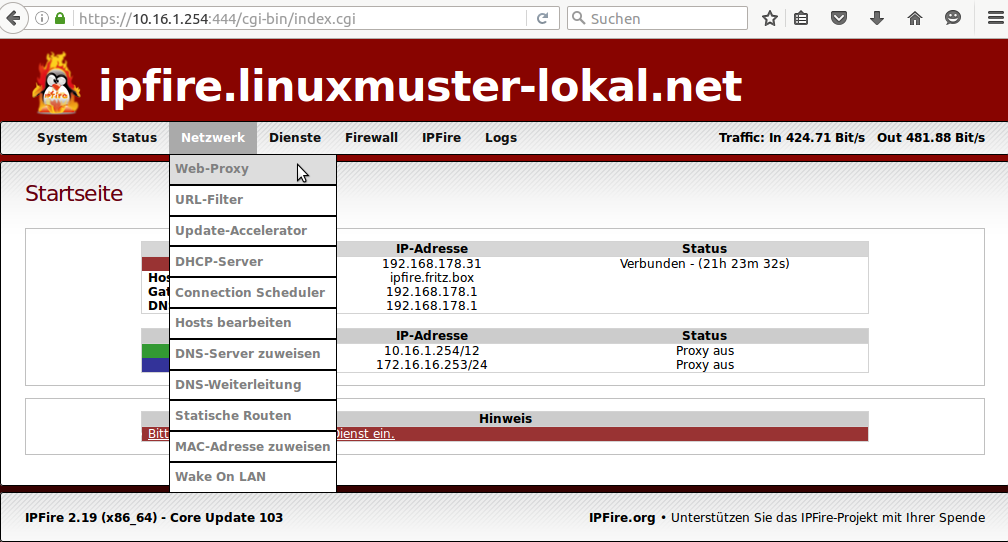 https://10.16.1.254:444/cgi-bin/index.cgi
Suchen
ipfire.linuxmuster-lokal.net
System Status Netzwerk Dienste Firewall IPFire Logs Traffic: In 424.71 Bit/s Out 481.88 Bit/s
Startseite
Web-Proxy
URL-Filter
Update-Accelerator
DHCP-Server
Connection Scheduler
Hosts bearbeiten
DNS-Server zuweisen
DNS-Weiterleitung
Statische Routen
MAC-Adresse zuweisen
Wake On LAN
IP-Adresse Status
192.168.178.31 Verbunden - (21h 23m 32s)
ipfire.fritz.box
192.168.178.1
192.168.178.1
IP-Adresse Status
10.16.1.254/12 Proxy aus
172.16.16.253/24 Proxy aus
Hinweis
Dienst ein.
IPFire 2.19 (x86_64) - Core Update 103
IPFire.org • Unterstützen Sie das IPFire-Projekt mit Ihrer Spende